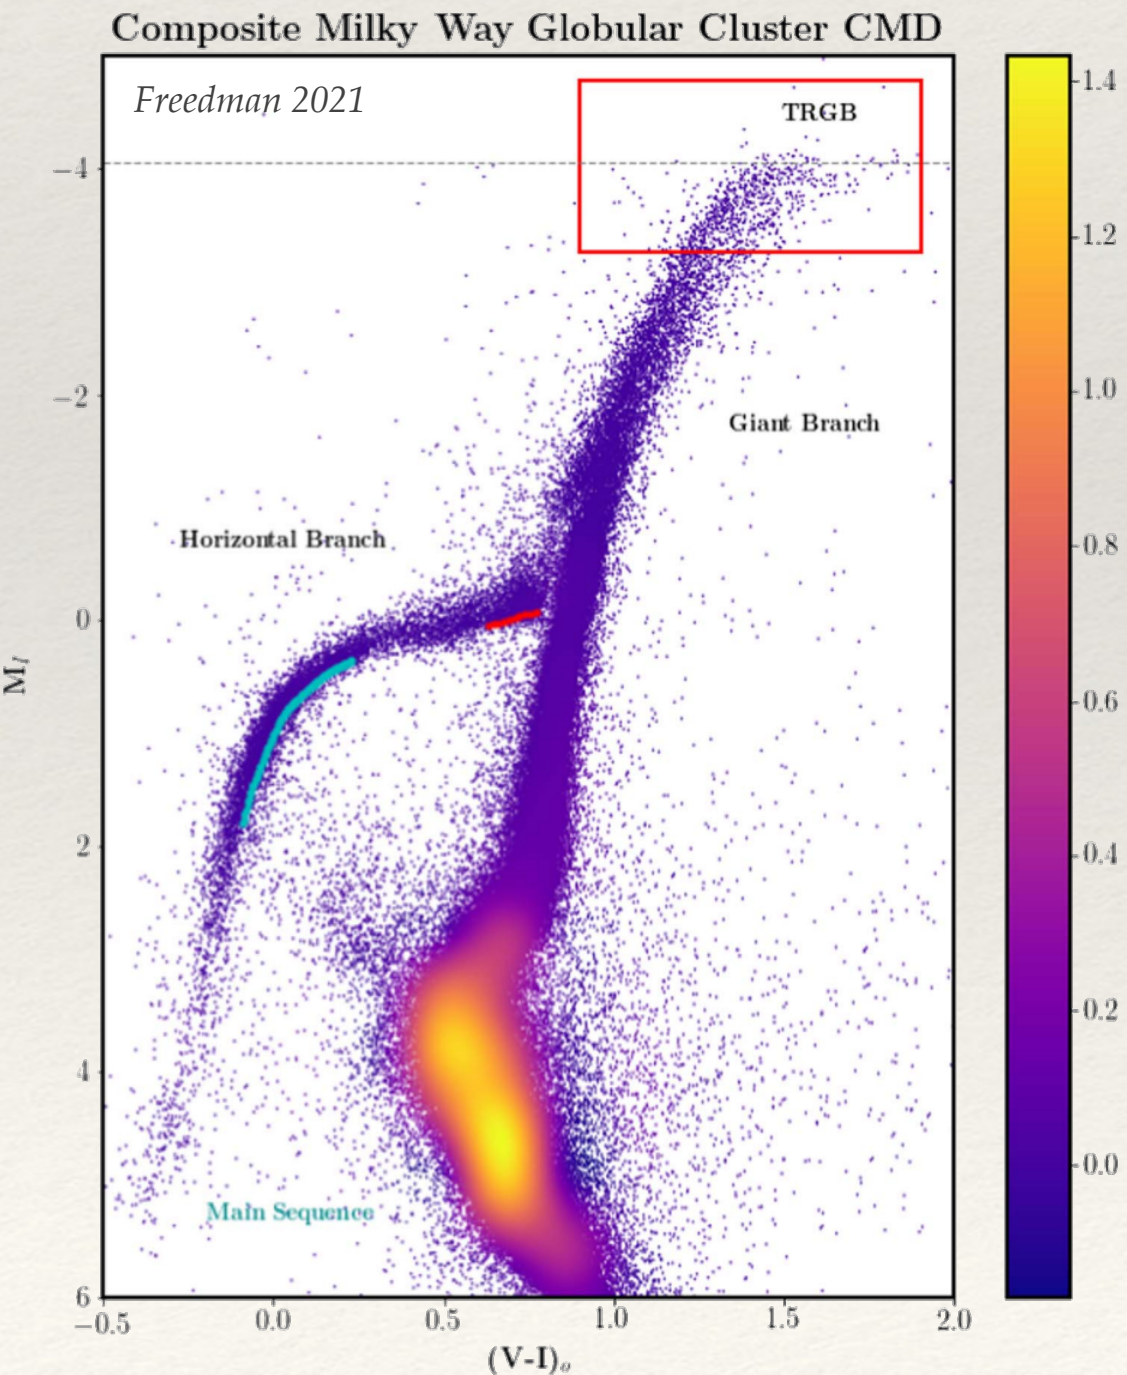 Composite Milky Way Globular Cluster CMD
Freedman 2021
TRGB
Giant Branch
Horizontal Branch
Main Sequence
M_I
−4
−2
0
2
4
6
−0.5 0.0 0.5 1.0 1.5 2.0
(V-I)ₒ
1.4
1.2
1.0
0.8
0.6
0.4
0.2
0.0